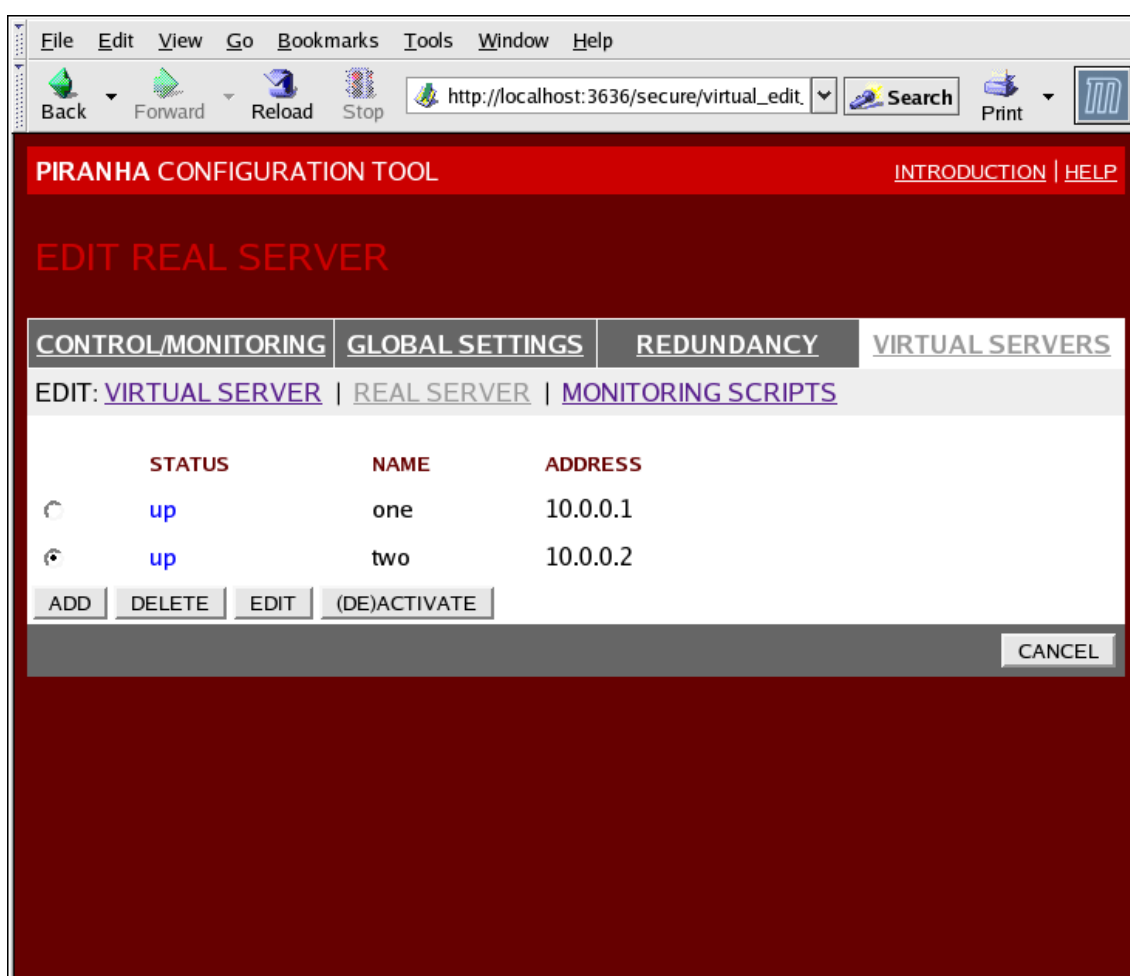 File Edit View Go Bookmarks Tools Window Help
Back Forward Reload Stop http://localhost:3636/secure/virtual_edit_ Search Print
PIRANHA CONFIGURATION TOOL INTRODUCTION | HELP
EDIT REAL SERVER
CONTROL/MONITORING GLOBAL SETTINGS REDUNDANCY VIRTUAL SERVERS
EDIT: VIRTUAL SERVER | REAL SERVER | MONITORING SCRIPTS
STATUS NAME ADDRESS
up one 10.0.0.1
up two 10.0.0.2
ADD DELETE EDIT (DE)ACTIVATE
CANCEL